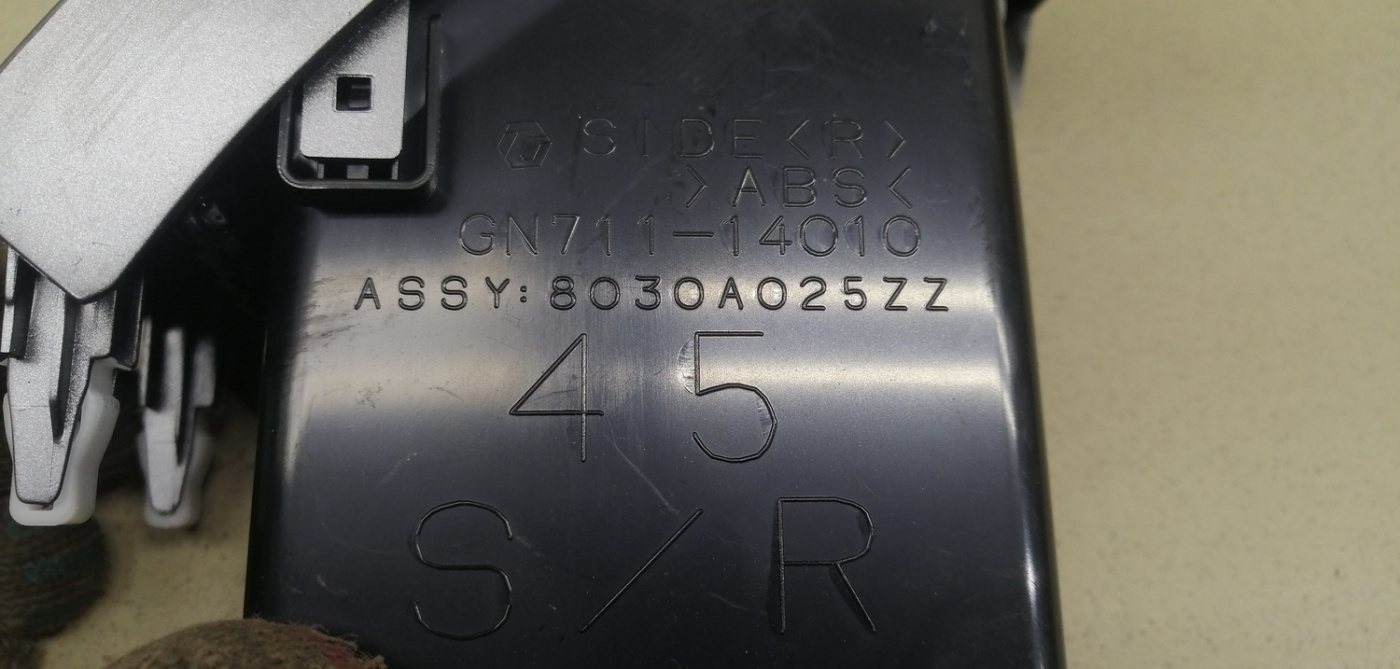 SIDE<R>
>ABS<
GN711-14010
ASSY:8030A025ZZ
45
S/R